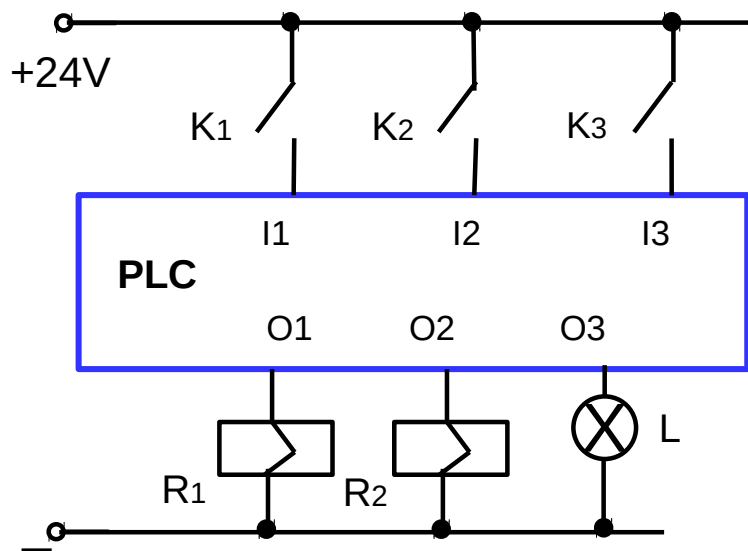 +24V
K1 K2 K3
I1 I2 I3
PLC
O1 O2 O3
L
R1 R2
–